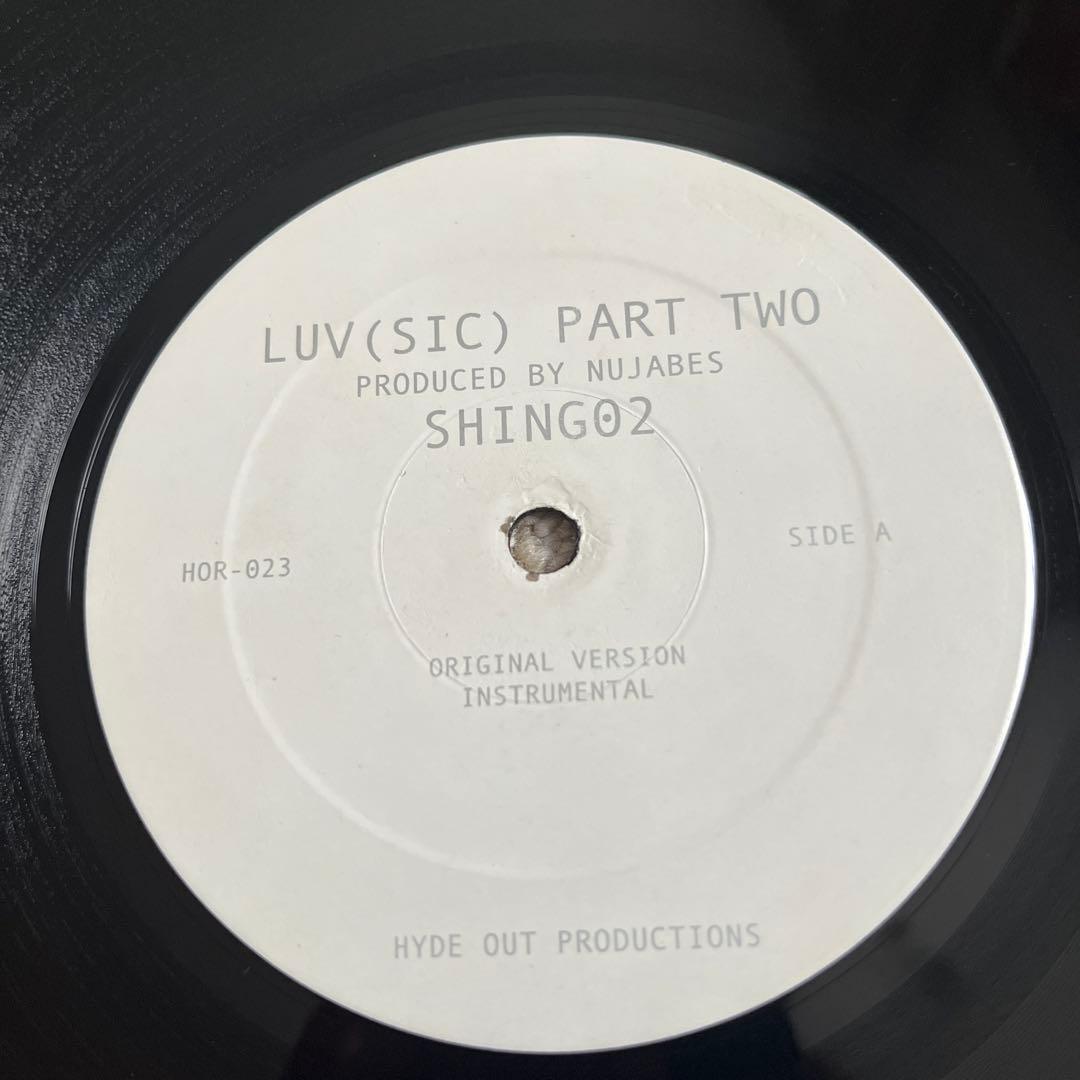 LUV(SIC) PART TWO
PRODUCED BY NUJABES
SHING02
HOR-023
SIDE A
ORIGINAL VERSION
INSTRUMENTAL
HYDE OUT PRODUCTIONS